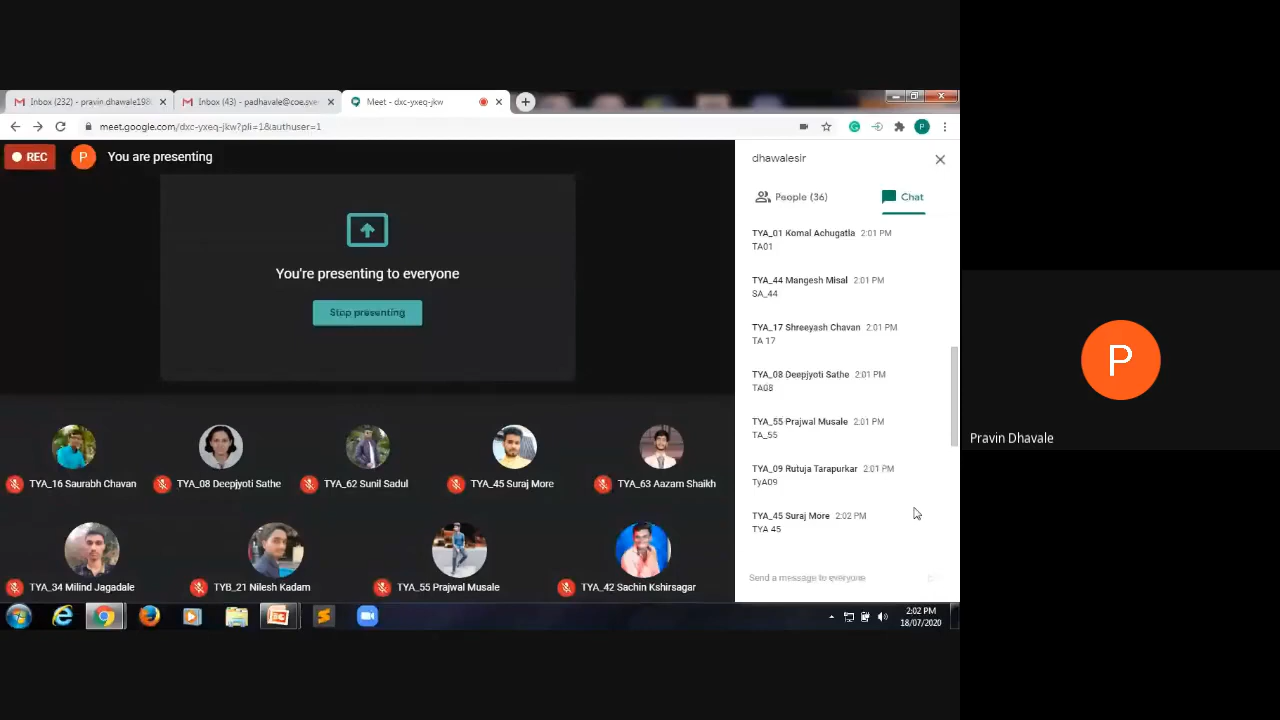 Inbox (232) - pravin.dhawale198
Inbox (43) - padhavale@coe.sve
Meet - dxc-yxeq-jkw
meet.google.com/dxc-yxeq-jkw?pli=1&authuser=1
P
REC
P
You are presenting
You're presenting to everyone
Stop presenting
dhawalesir
People (36)
Chat
TYA_01 Komal Achugatla 2:01 PM
TA01
TYA_44 Mangesh Misal 2:01 PM
SA_44
TYA_17 Shreeyash Chavan 2:01 PM
TA 17
TYA_08 Deepjyoti Sathe 2:01 PM
TA08
TYA_55 Prajwal Musale 2:01 PM
TA_55
TYA_09 Rutuja Tarapurkar 2:01 PM
TyA09
TYA_45 Suraj More 2:02 PM
TYA 45
Send a message to everyone
TYA_16 Saurabh Chavan
TYA_08 Deepjyoti Sathe
TYA_62 Sunil Sadul
TYA_45 Suraj More
TYA_63 Aazam Shaikh
TYA_34 Milind Jagadale
TYB_21 Nilesh Kadam
TYA_55 Prajwal Musale
TYA_42 Sachin Kshirsagar
2:02 PM
18/07/2020
P
Pravin Dhavale